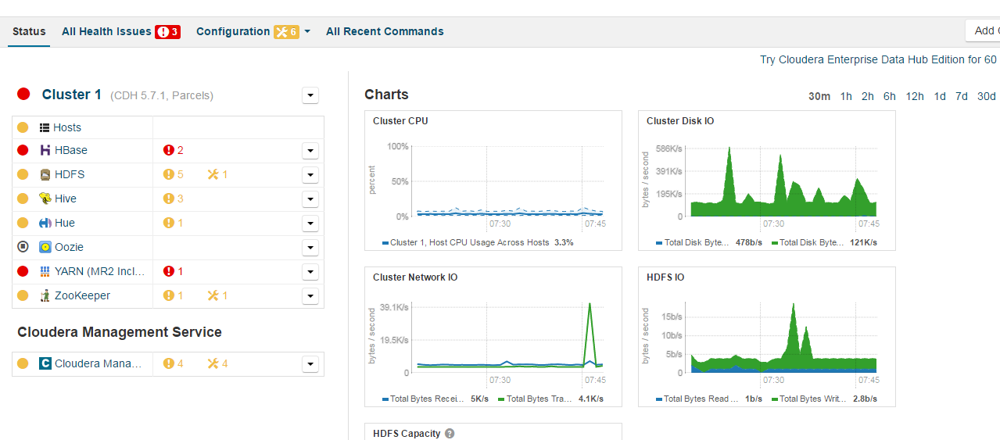 Status All Health Issues 3 Configuration 6 All Recent Commands Add
Try Cloudera Enterprise Data Hub Edition for 60
Cluster 1 (CDH 5.7.1, Parcels)
Hosts
HBase 2
HDFS 5 1
Hive 3
Hue 1
Oozie
YARN (MR2 Incl...
1
ZooKeeper 1 1
Cloudera Management Service
C Cloudera Mana... 4 4
Charts
30m 1h 2h 6h 12h 1d 7d 30d
Cluster CPU
percent
100%
50%
0%
07:30 07:45
Cluster 1, Host CPU Usage Across Hosts 3.3%
Cluster Disk IO
bytes / second
586K/s
391K/s
195K/s
0
07:30 07:45
Total Disk Byte... 478b/s Total Disk Byte... 121K/s
Cluster Network IO
bytes / second
39.1K/s
19.5K/s
0
07:30 07:45
Total Bytes Recei... 5K/s Total Bytes Tra... 4.1K/s
HDFS IO
bytes / second
15b/s
10b/s
5b/s
0
07:30 07:45
Total Bytes Read ... 1b/s Total Bytes Writ... 2.8b/s
HDFS Capacity ?